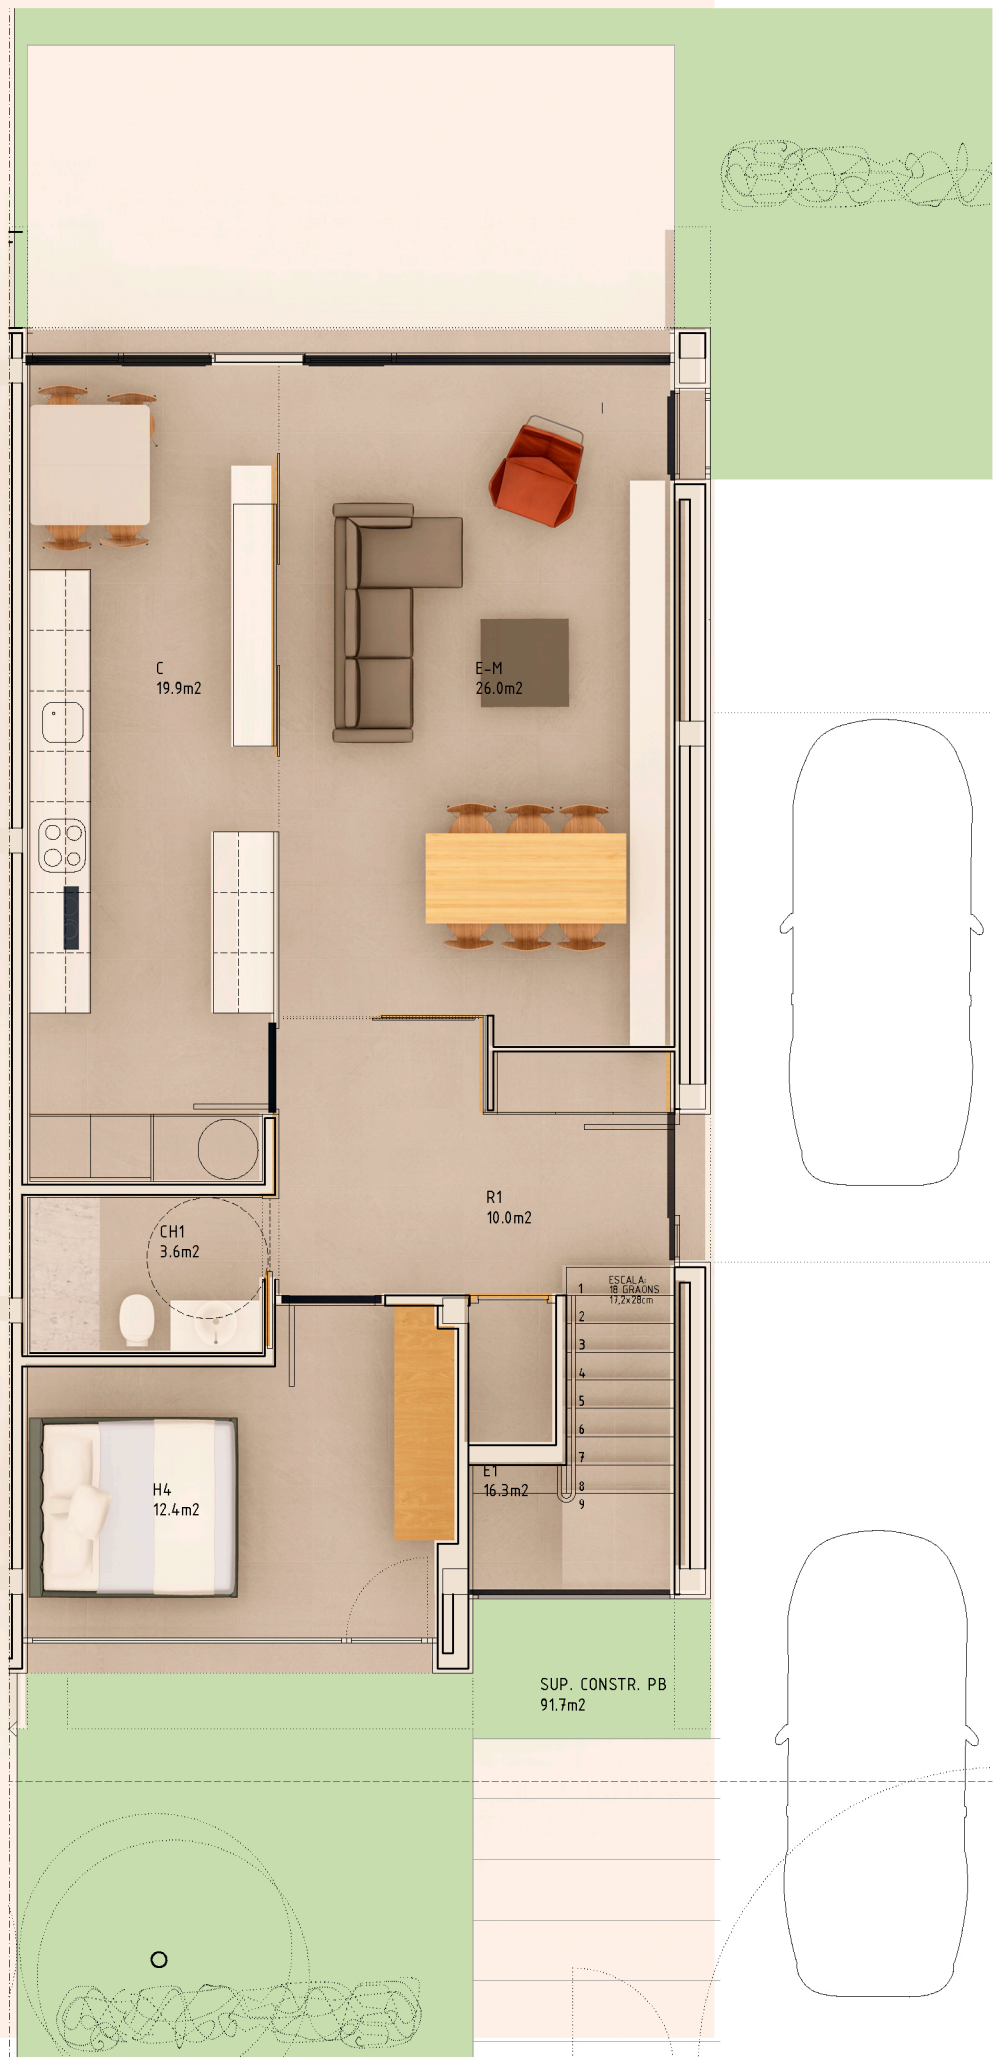 C
19.9m2
E-M
26.0m2
R1
10.0m2
CH1
3.6m2
ESCALA:
18 GRAONS
17,2x28cm
1
2
3
4
5
6
7
8
9
E1
16.3m2
H4
12.4m2
SUP. CONSTR. PB
91.7m2